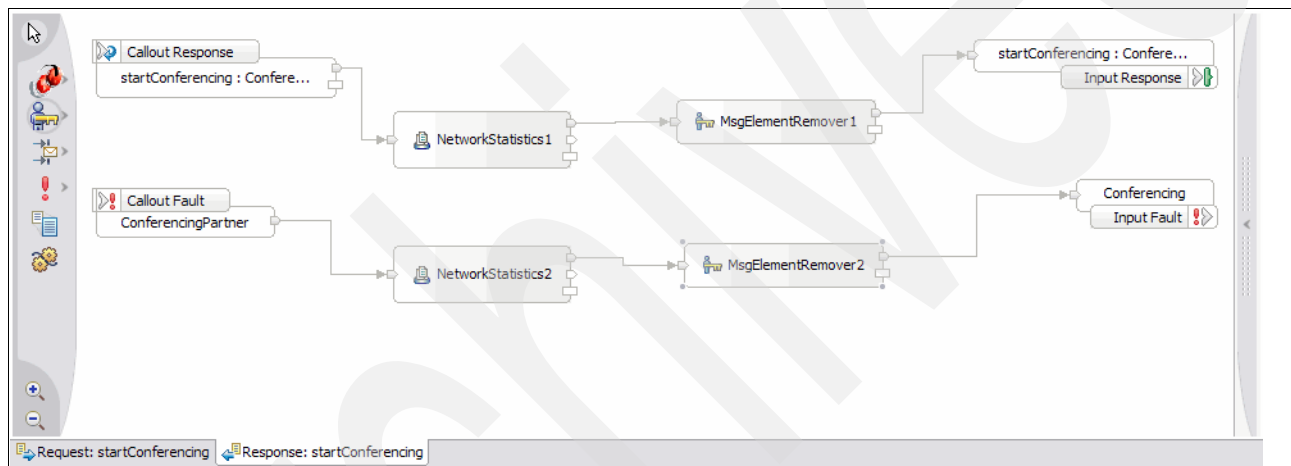 Callout Response
startConferencing : Confere...
NetworkStatistics1
MsgElementRemover1
startConferencing : Confere...
Input Response
Callout Fault
ConferencingPartner
NetworkStatistics2
MsgElementRemover2
Conferencing
Input Fault
Request: startConferencing
Response: startConferencing